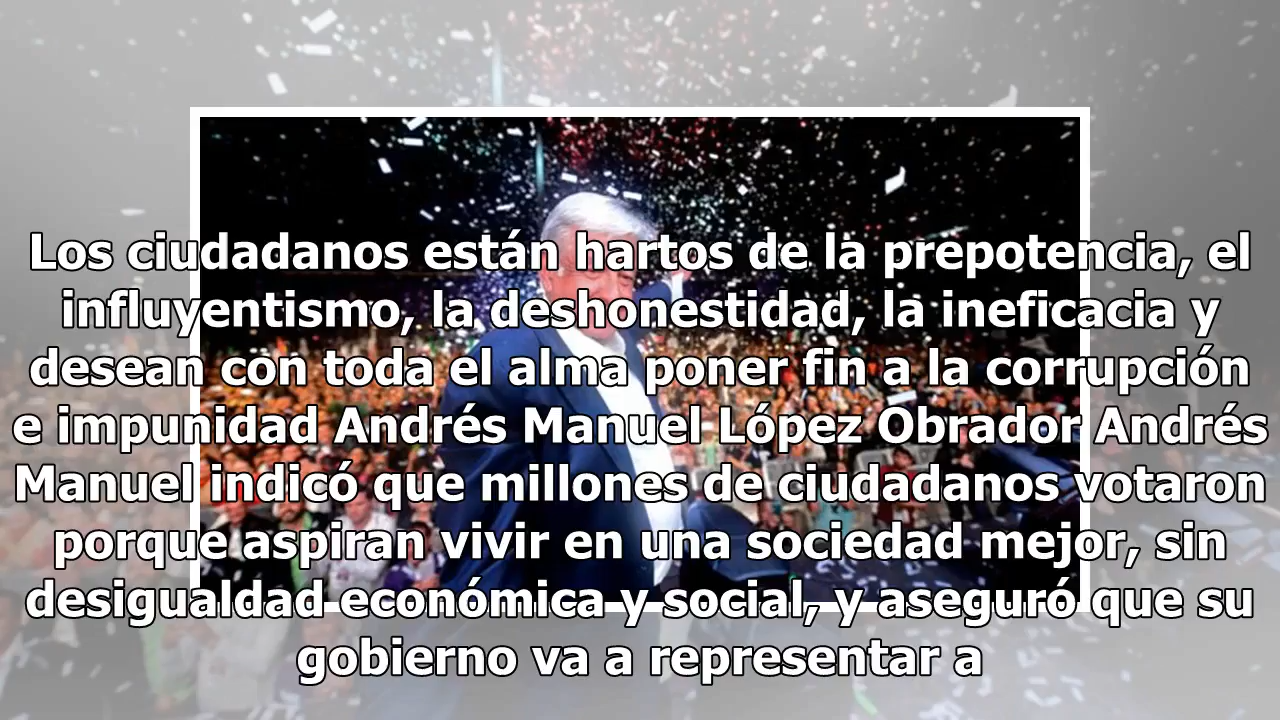 Los ciudadanos están hartos de la prepotencia, el
influyentismo, la deshonestidad, la ineficacia y
desean con toda el alma poner fin a la corrupción
e impunidad Andrés Manuel López Obrador Andrés
Manuel indicó que millones de ciudadanos votaron
porque aspiran vivir en una sociedad mejor, sin
desigualdad económica y social, y aseguró que su
gobierno va a representar a